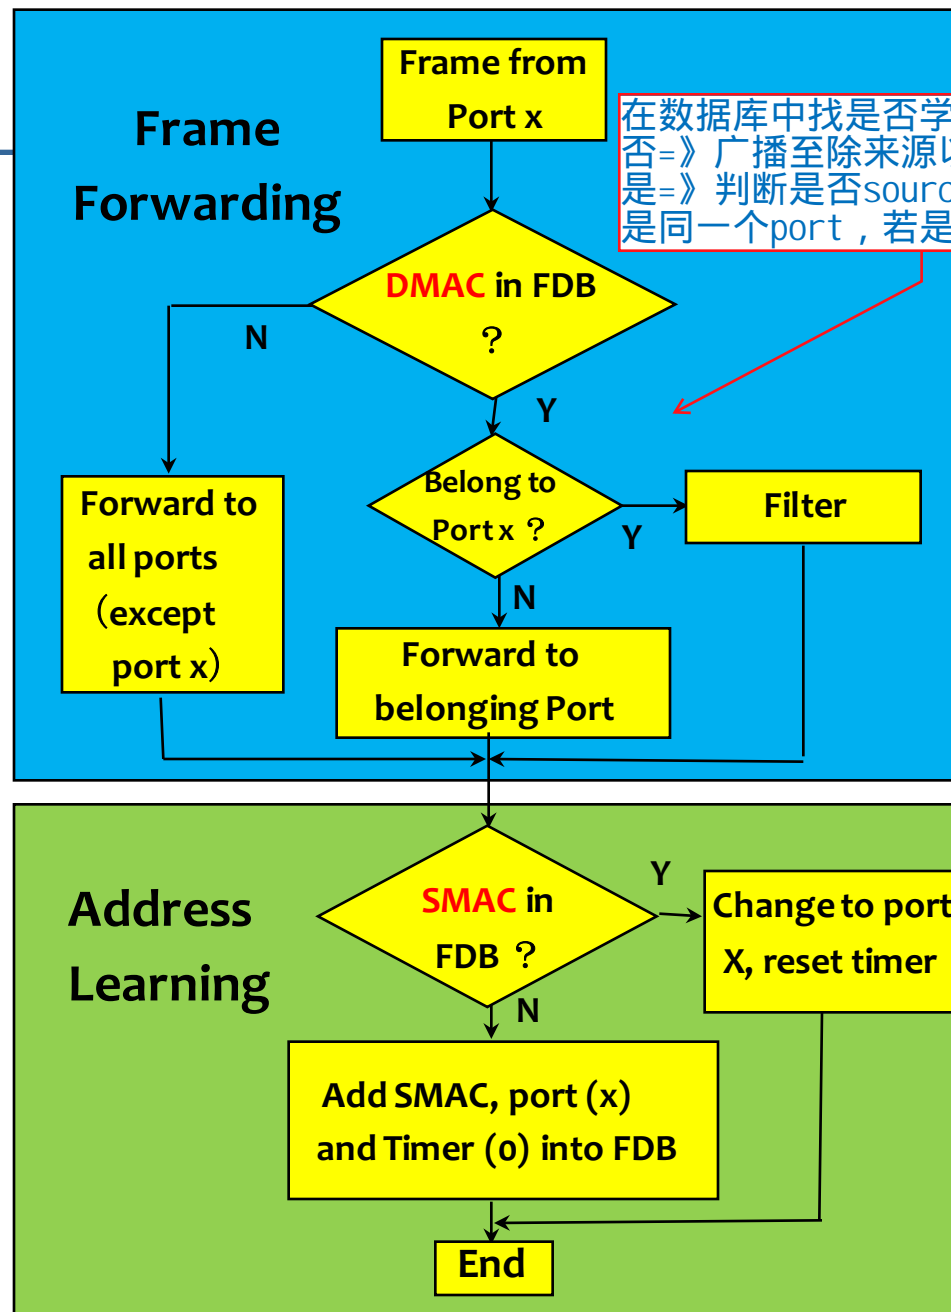 Frame from
Port x
Frame
Forwarding
在数据库中找是否学
否=》广播至除来源以
是=》判断是否sourc
是同一个port，若是
DMAC in FDB
？
N
Y
Belong to
Port x ？
Y
Filter
N
Forward to
all ports
（except
port x）
Forward to
belonging Port
Address
Learning
SMAC in
FDB ？
Y
Change to port
X, reset timer
N
Add SMAC, port (x)
and Timer (0) into FDB
End